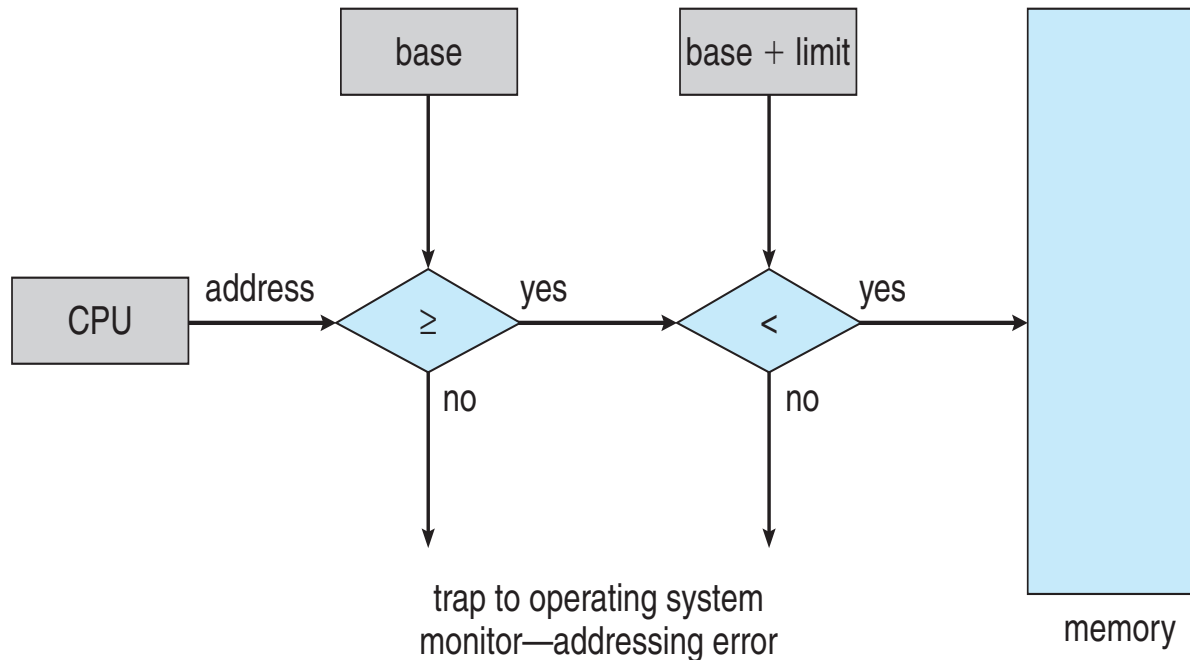 base
base + limit
CPU
address
≥
yes
<
yes
no
no
trap to operating system
monitor—addressing error
memory